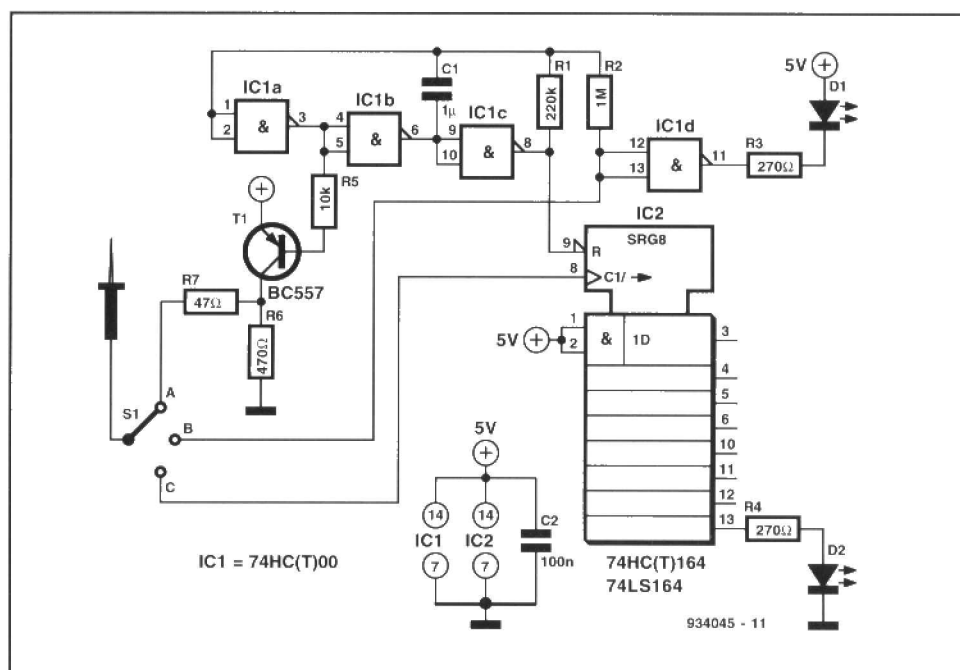 IC1a
1
2
&
3
IC1b
4
5
&
6
C1
1µ
IC1c
9
10
&
8
R1
220k
R2
1M
IC1d
12
13
&
11
R3
270Ω
5V
D1
R5
10k
T1
BC557
R7
47Ω
R6
470Ω
S1
A
B
C
IC2
SRG8
9
R
8
C1/
5V
1
2
&
1D
3
4
5
6
10
11
12
13
R4
270Ω
D2
5V
14
14
IC1
IC2
7
7
C2
100n
IC1 = 74HC(T)00
74HC(T)164
74LS164
934045 - 11